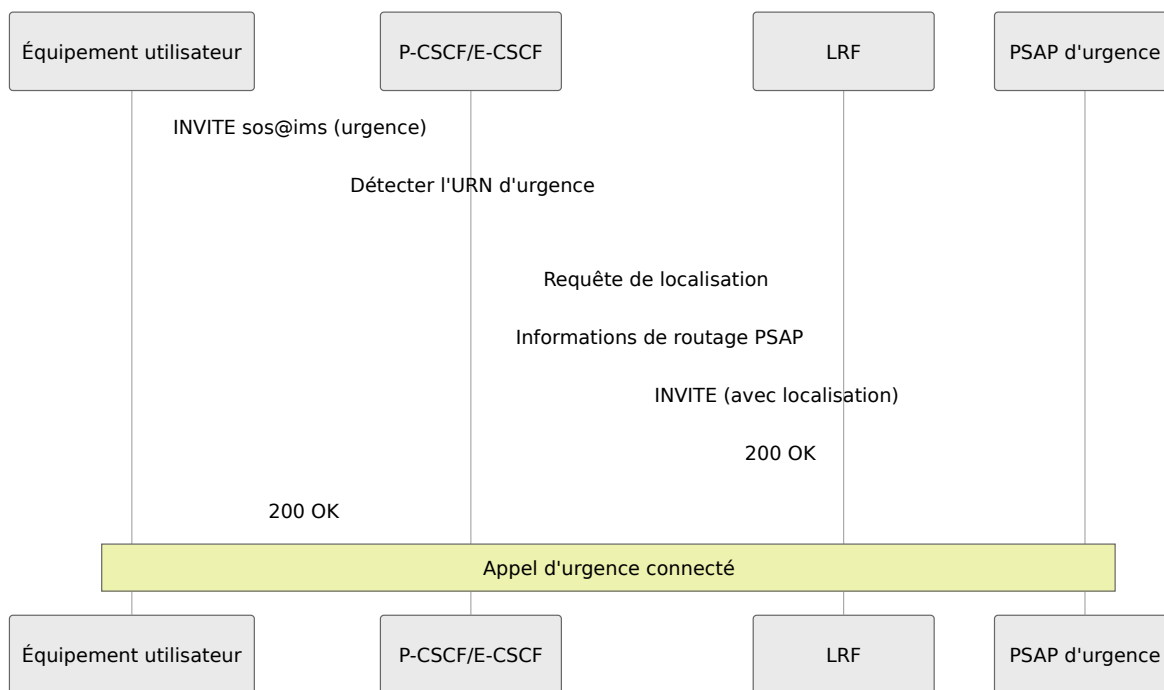 Équipement utilisateur
P-CSCF/E-CSCF
LRF
PSAP d'urgence
INVITE sos@ims (urgence)
Détecter l'URN d'urgence
Requête de localisation
Informations de routage PSAP
INVITE (avec localisation)
200 OK
200 OK
Appel d'urgence connecté
Équipement utilisateur
P-CSCF/E-CSCF
LRF
PSAP d'urgence